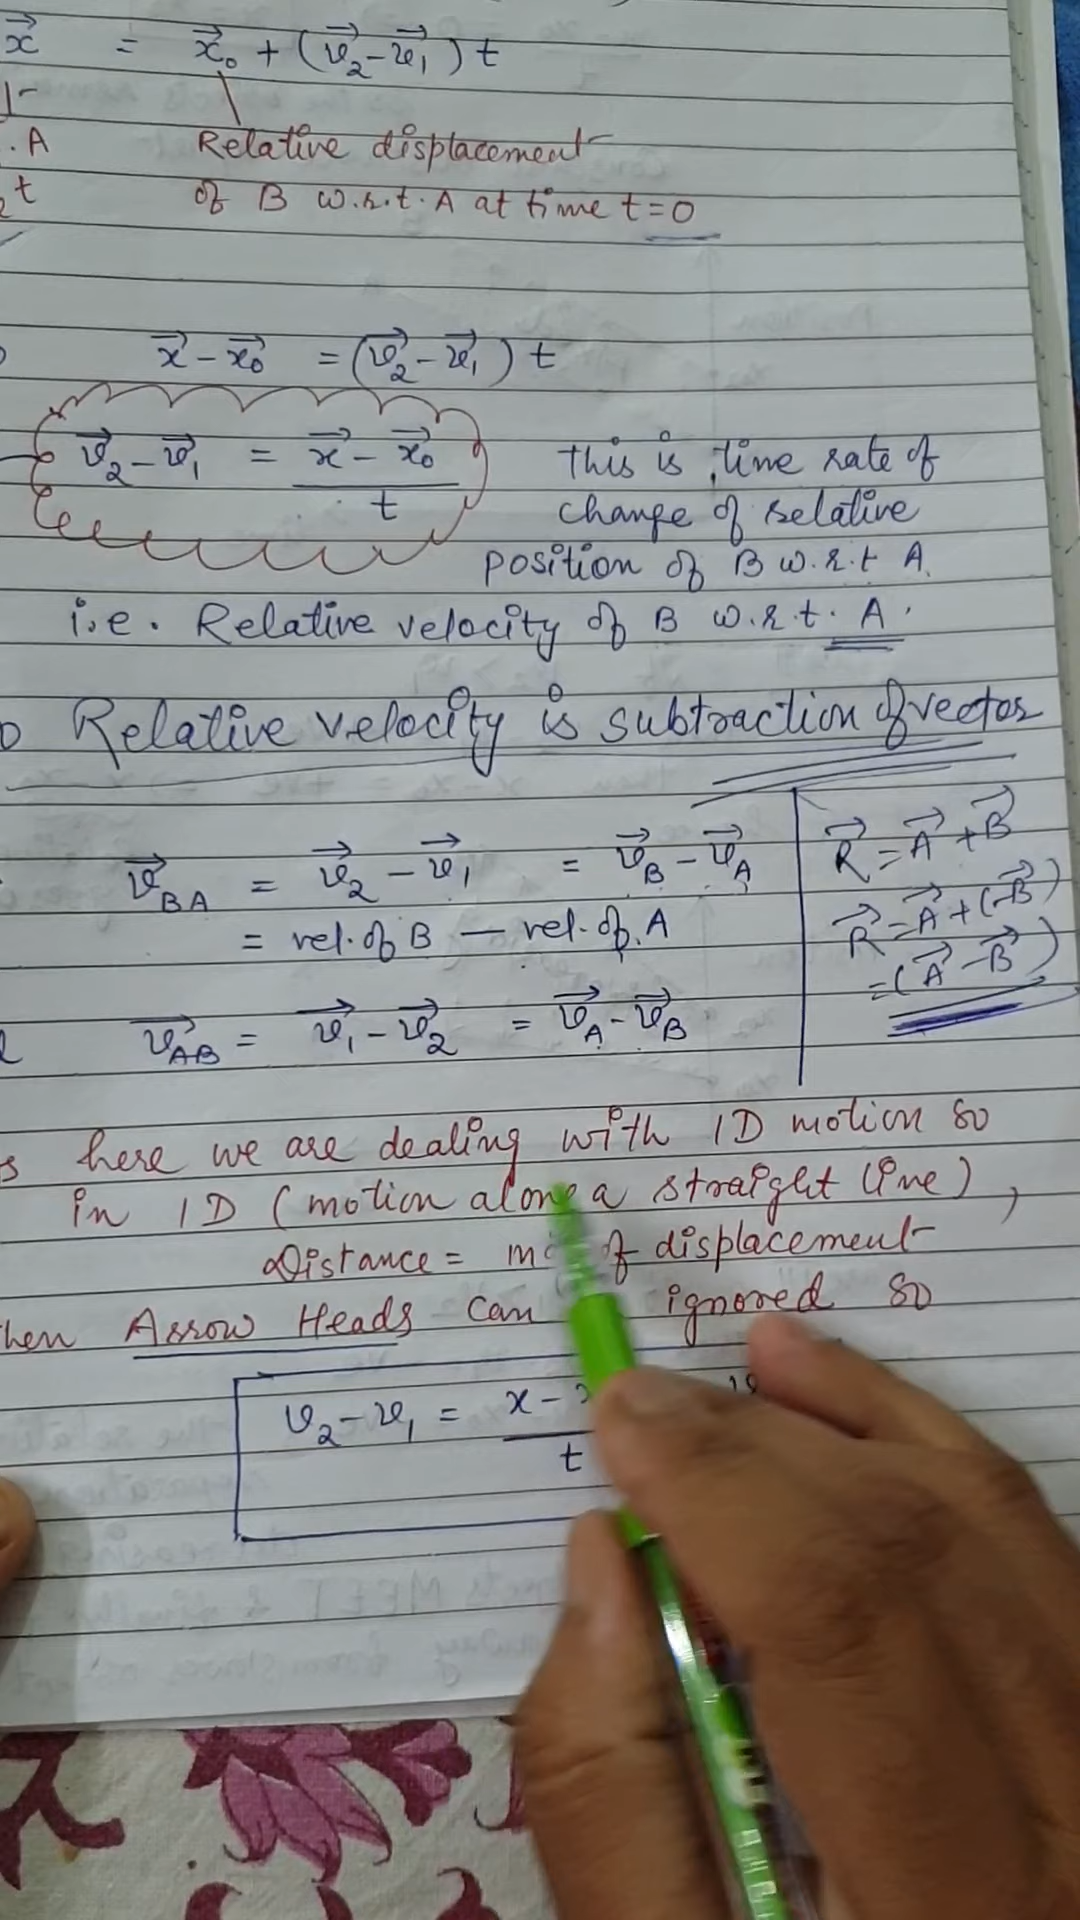 x⃗ = x⃗₀ + (v⃗₂ - v⃗₁) t
. A Relative displacement
t of B w.r.t. A at time t=0
x⃗ - x⃗₀ = (v⃗₂ - v⃗₁) t
v⃗₂ - v⃗₁ = x⃗ - x⃗₀ / t
This is time rate of
change of relative
position of B w.r.t A.
i.e. Relative velocity of B w.r.t. A.
Relative velocity is subtraction of vector
v⃗BA = v⃗₂ - v⃗₁ = v⃗B - v⃗A
= vel. of B - vel. of A
v⃗AB = v⃗₁ - v⃗₂ = v⃗A - v⃗B
R⃗ = A⃗ + B⃗
R⃗ = A⃗ + (-B⃗)
= (A⃗ - B⃗)
here we are dealing with 1D motion so
in 1D (motion along a straight line),
Distance = of displacement
Arrow Heads can ignored so
v₂ - v₁ = x - / t